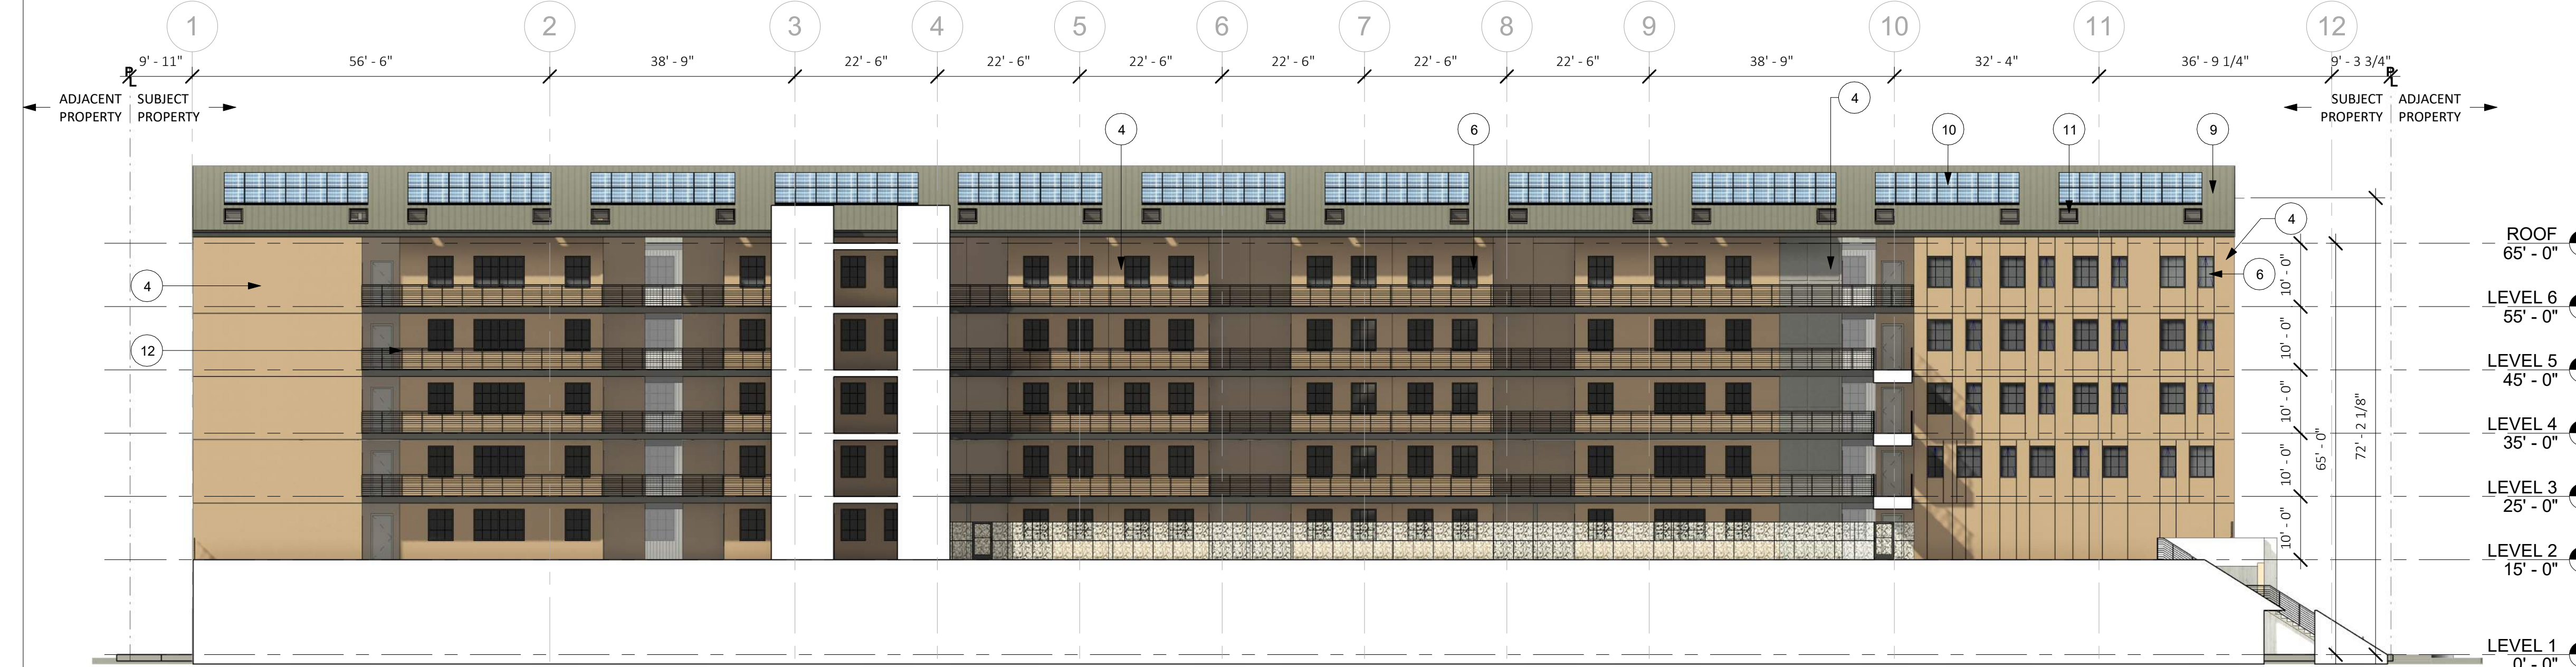 1 2 3 4 5 6 7 8 9 10 11 12
9' - 11" 56' - 6" 38' - 9" 22' - 6" 22' - 6" 22' - 6" 22' - 6" 22' - 6" 22' - 6" 38' - 9" 32' - 4" 36' - 9 1/4" 9' - 3 3/4"
PL PL
ADJACENT SUBJECT
PROPERTY PROPERTY
SUBJECT ADJACENT
PROPERTY PROPERTY
4
4 6 10 11 9
4
ROOF
65' - 0"
6
4
10' - 0"
LEVEL 6
55' - 0"
12
10' - 0"
LEVEL 5
45' - 0"
10' - 0"
72' - 2 1/8"
LEVEL 4
35' - 0"
65' - 0"
10' - 0"
LEVEL 3
25' - 0"
10' - 0"
LEVEL 2
15' - 0"
LEVEL 1
0' - 0"